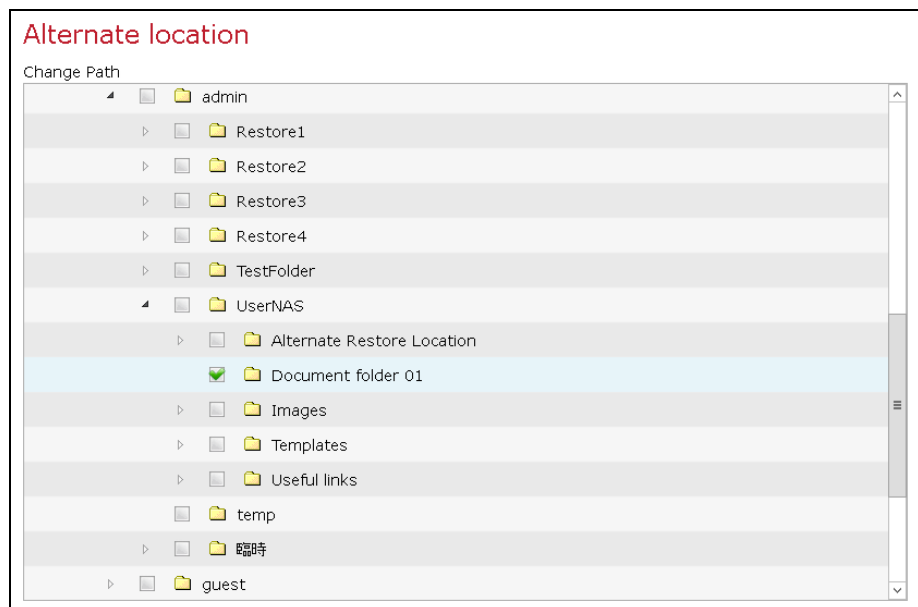 Alternate location
Change Path
admin
Restore1
Restore2
Restore3
Restore4
TestFolder
UserNAS
Alternate Restore Location
Document folder 01
Images
Templates
Useful links
temp
臨時
guest